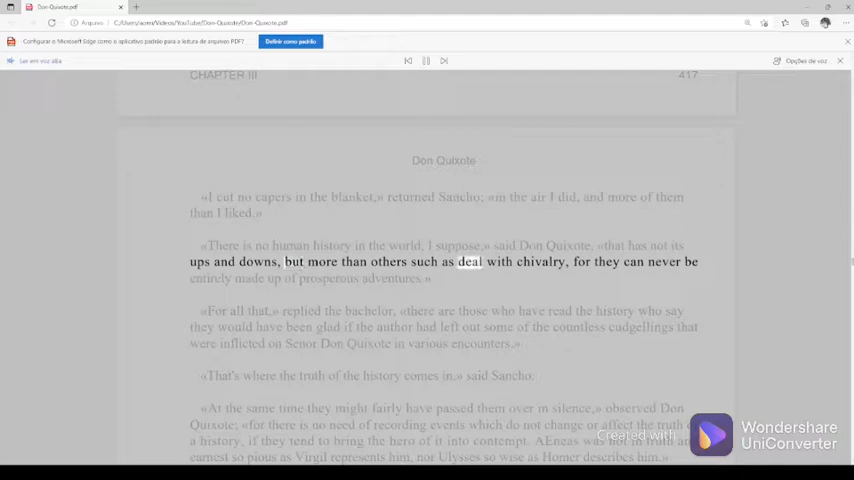 Don-Quixote.pdf
Arquivo
C:/Users/
/Videos/YouTube/Don-Quixote/Don-Quixote.pdf
Configurar o Microsoft Edge como o aplicativo padrão para a leitura de arquivos PDF?
Definir como padrão
Ler em voz alta
Opções de voz
CHAPTER III
417
Don Quixote
«I cut no capers in the blanket,» returned Sancho; «in the air I did, and more of them
than I liked.»
«There is no human history in the world, I suppose,» said Don Quixote, «that has not its
ups and downs, but more than others such as deal with chivalry, for they can never be
entirely made up of prosperous adventures.»
«For all that,» replied the bachelor, «there are those who have read the history who say
they would have been glad if the author had left out some of the countless cudgellings that
were inflicted on Senor Don Quixote in various encounters.»
«That's where the truth of the history comes in,» said Sancho.
«At the same time they might fairly have passed them over in silence,» observed Don
Quixote; «for there is no need of recording events which do not change or affect the truth of
a history, if they tend to bring the hero of it into contempt. AEneas was not in truth and
earnest so pious as Virgil represents him, nor Ulysses so wise as Homer describes him.»
Created with
Wondershare
UniConverter